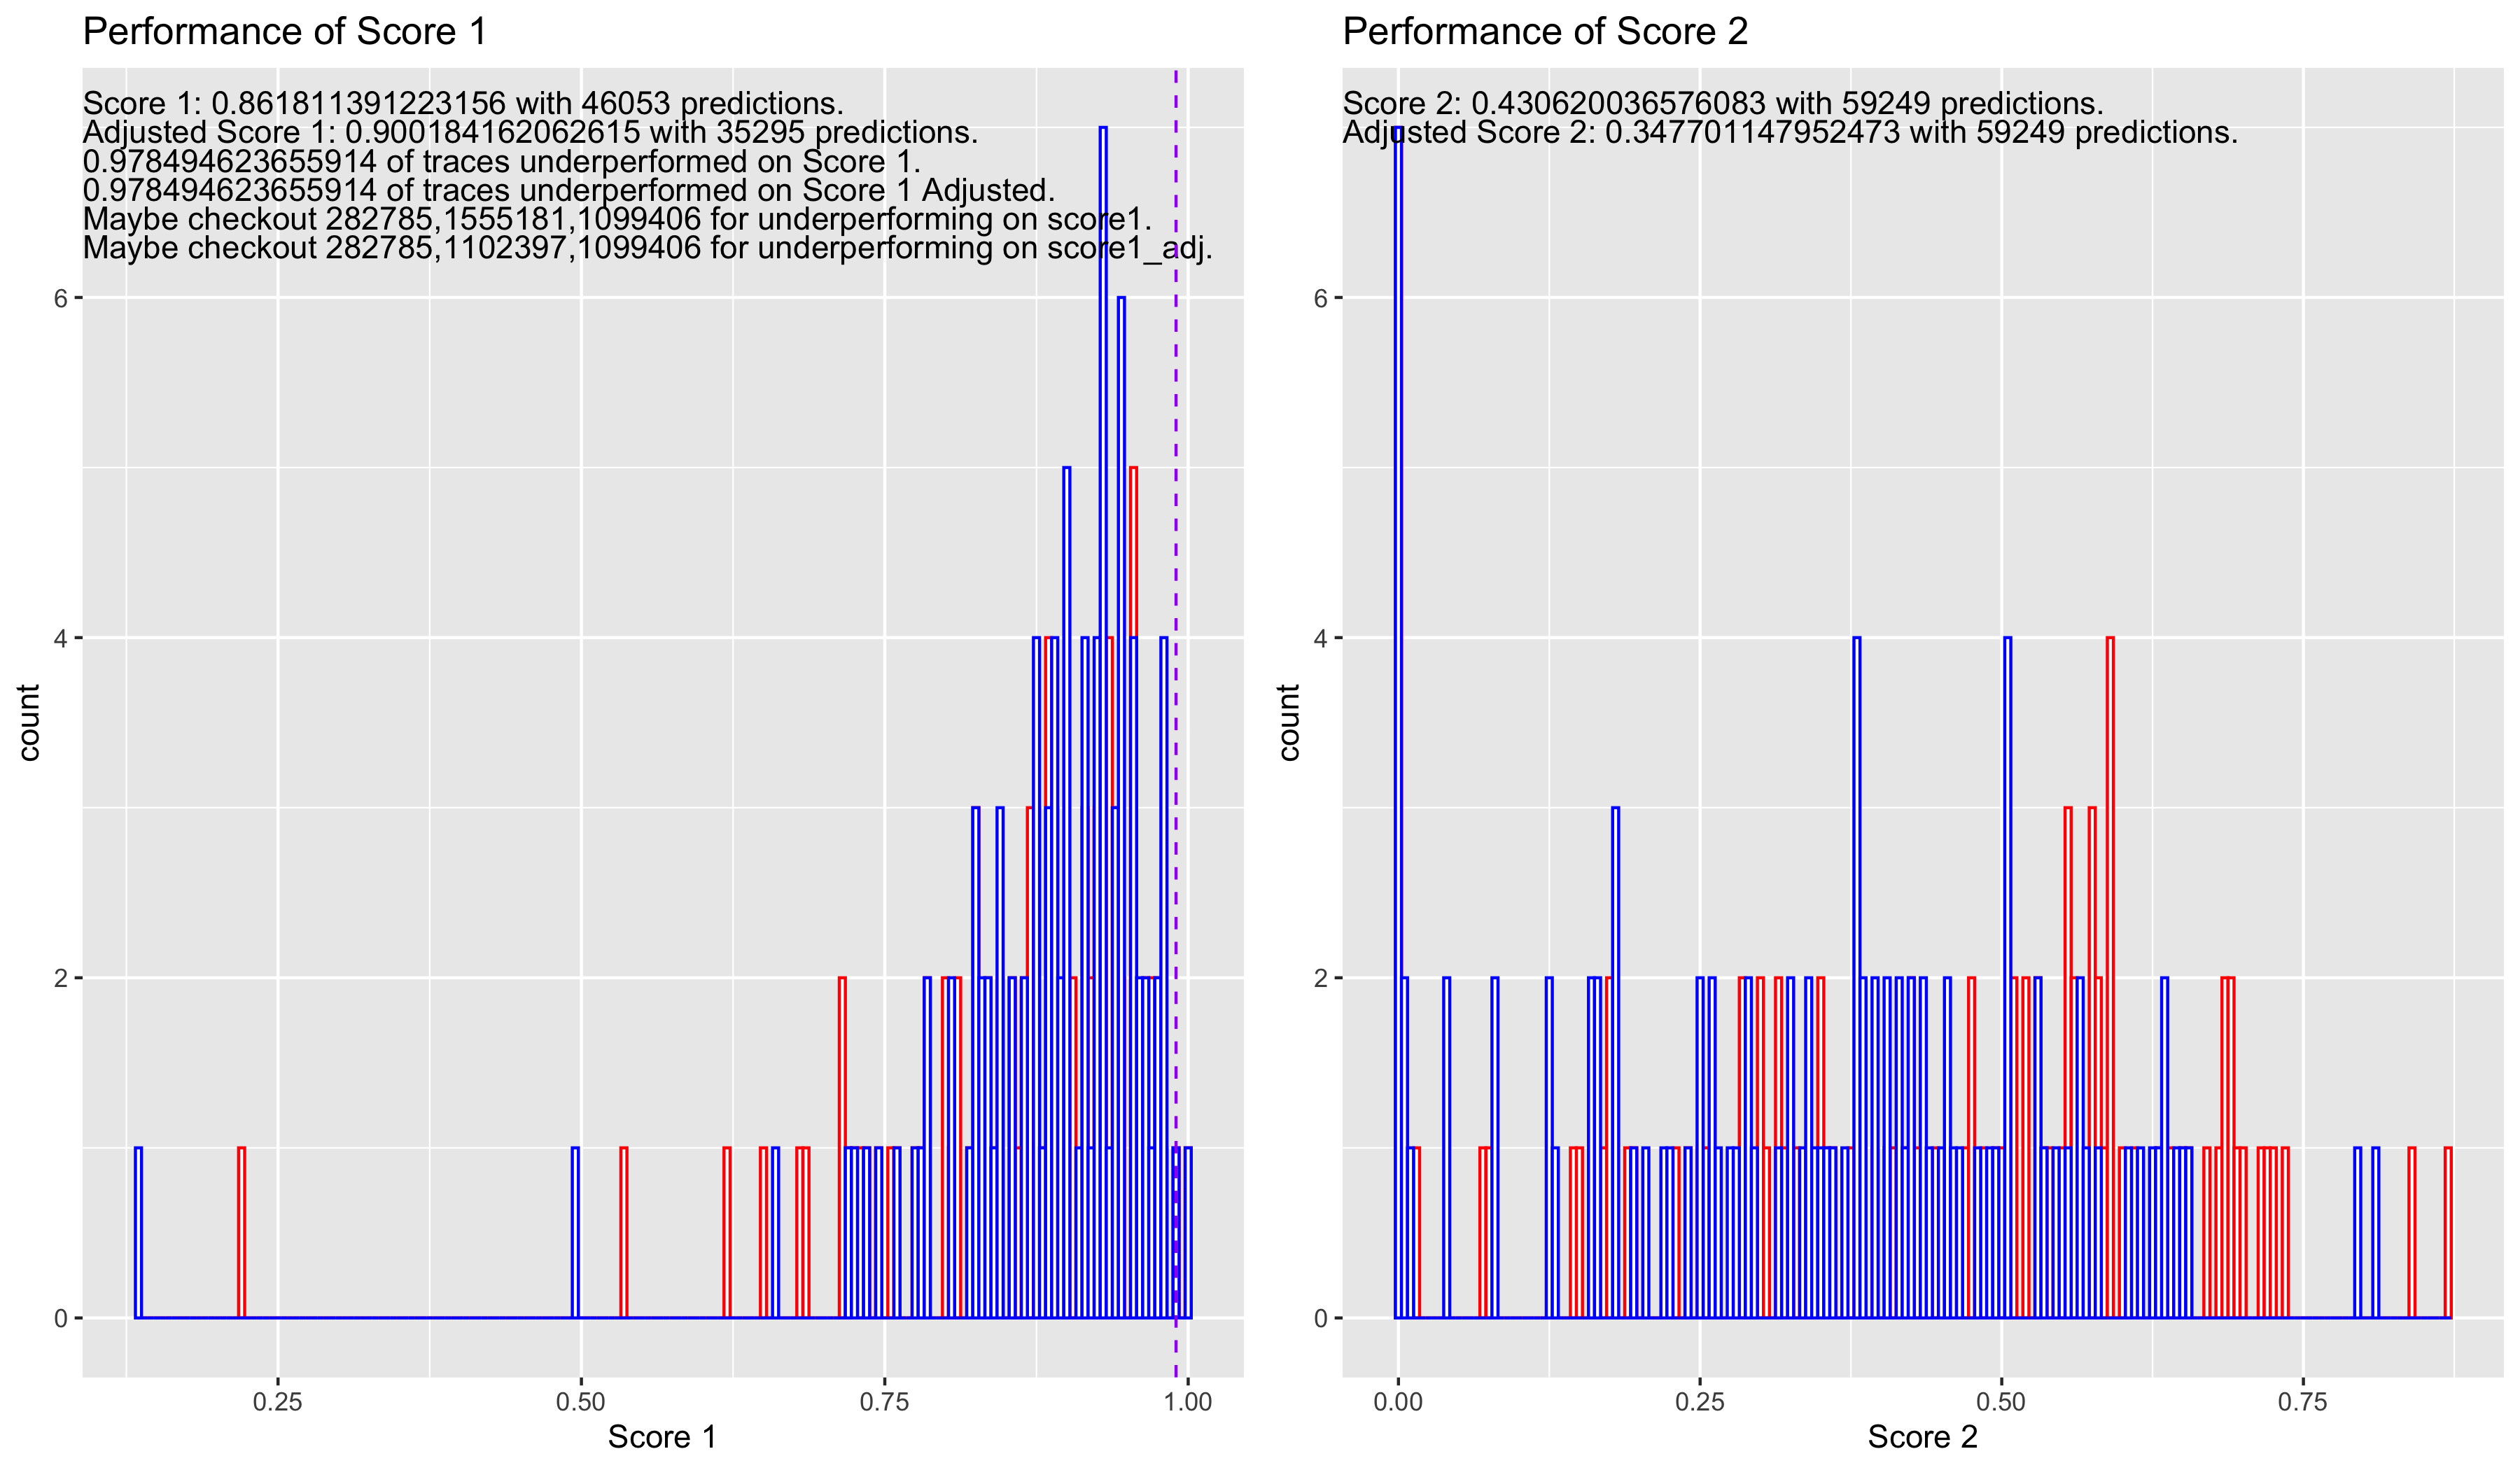 Performance of Score 1
Score 1: 0.861811391223156 with 46053 predictions.
Adjusted Score 1: 0.900184162062615 with 35295 predictions.
0.978494623655914 of traces underperformed on Score 1.
0.978494623655914 of traces underperformed on Score 1 Adjusted.
Maybe checkout 282785,1555181,1099406 for underperforming on score1.
Maybe checkout 282785,1102397,1099406 for underperforming on score1_adj.
6
4
2
0
count
0.25 0.50 0.75 1.00
Score 1
Performance of Score 2
Score 2: 0.430620036576083 with 59249 predictions.
Adjusted Score 2: 0.347701147952473 with 59249 predictions.
6
4
2
0
count
0.00 0.25 0.50 0.75
Score 2